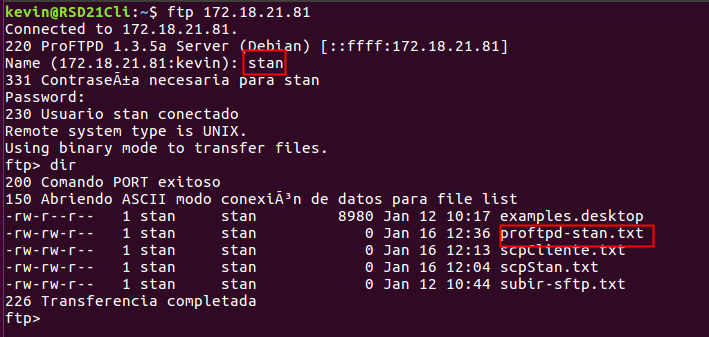 kevin@RSD21Cli:~$ ftp 172.18.21.81
Connected to 172.18.21.81.
220 ProFTPD 1.3.5a Server (Debian) [::ffff:172.18.21.81]
Name (172.18.21.81:kevin): stan
331 ContraseÃ±a necesaria para stan
Password:
230 Usuario stan conectado
Remote system type is UNIX.
Using binary mode to transfer files.
ftp> dir
200 Comando PORT exitoso
150 Abriendo ASCII modo conexiÃ³n de datos para file list
-rw-r--r--   1 stan     stan         8980 Jan 12 10:17 examples.desktop
-rw-rw-r--   1 stan     stan            0 Jan 16 12:36 proftpd-stan.txt
-rw-rw-r--   1 stan     stan            0 Jan 16 12:13 scpCliente.txt
-rw-rw-r--   1 stan     stan            0 Jan 16 12:04 scpStan.txt
-rw-rw-r--   1 stan     stan            0 Jan 12 10:44 subir-sftp.txt
226 Transferencia completada
ftp>